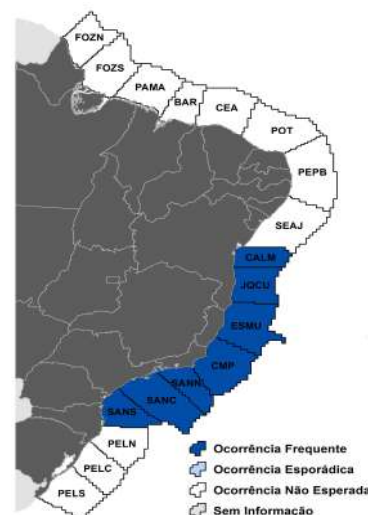 FOZN
FOZS
PAMA
BAR
CEA
POT
PEPB
SEAJ
CALM
JQCU
ESMU
CMP
SANN
SANC
SANS
PELN
PELC
PELS
Ocorrência Frequente
Ocorrência Esporádica
Ocorrência Não Esperada
Sem Informação